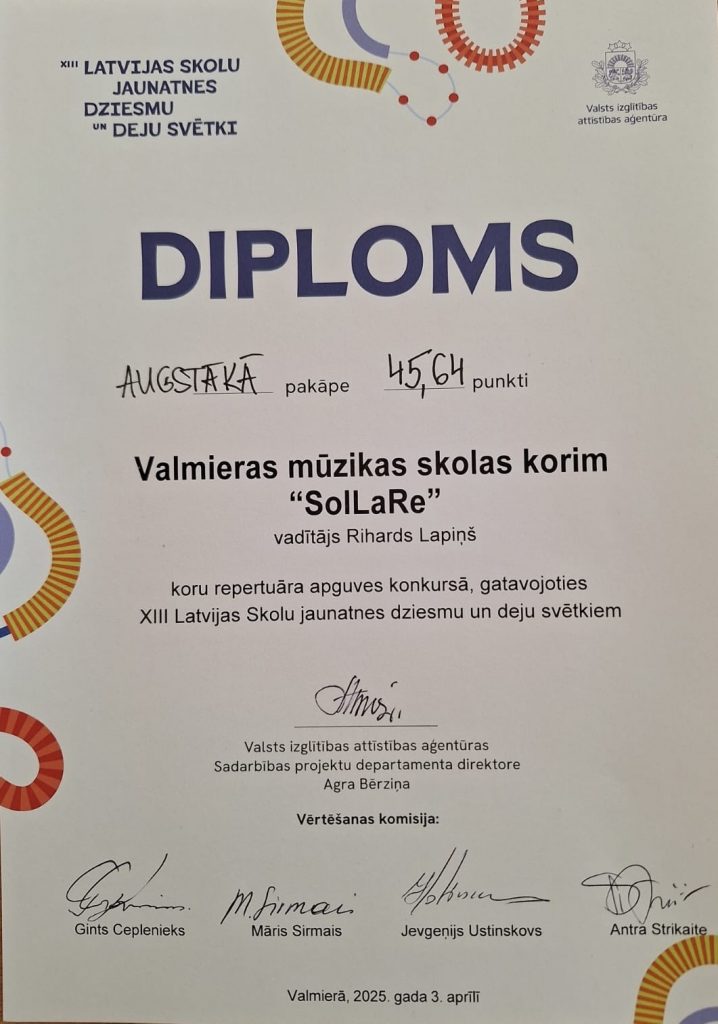 XIII LATVIJAS SKOLU
JAUNATNES
DZIESMU
UN DEJU SVĒTKI
Valsts izglītības
attīstības aģentūra
DIPLOMS
AUGSTĀKĀ pakāpe 45,64 punkti
Valmieras mūzikas skolas korim
“SolLaRe”
vadītājs Rihards Lapiņš
koru repertuāra apguves konkursā, gatavojoties
XIII Latvijas Skolu jaunatnes dziesmu un deju svētkiem
Valsts izglītības attīstības aģentūras
Sadarbības projektu departamenta direktore
Agra Bērziņa
Vērtēšanas komisija:
M. Sirmais
Gints Ceplenieks Māris Sirmais Jevgeņijs Ustinskovs Antra Strikaite
Valmierā, 2025. gada 3. aprīlī